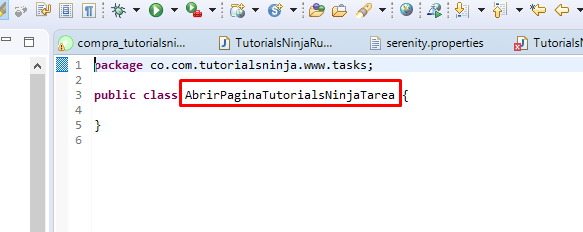 compra_tutorialsni...
TutorialsNinjaRu...
serenity.properties
TutorialsN
1 package co.com.tutorialsninja.www.tasks;
2
3 public class AbrirPaginaTutorialsNinjaTarea {
4
5 }
6